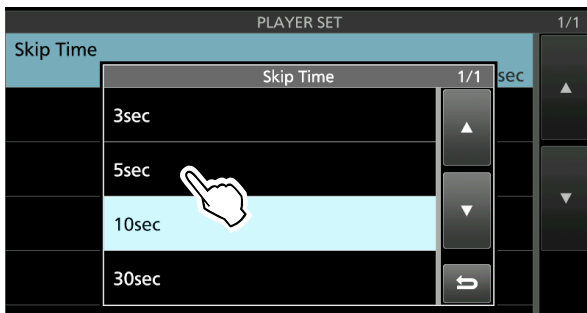 PLAYER SET 1/1
Skip Time
sec
Skip Time 1/1
3sec
5sec
10sec
30sec